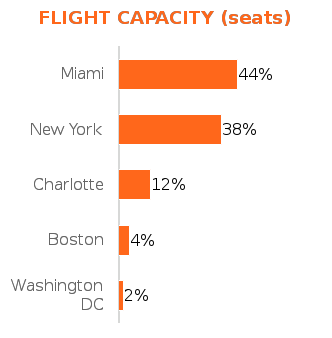 FLIGHT CAPACITY (seats)
Miami 44%
New York 38%
Charlotte 12%
Boston 4%
Washington
DC 2%